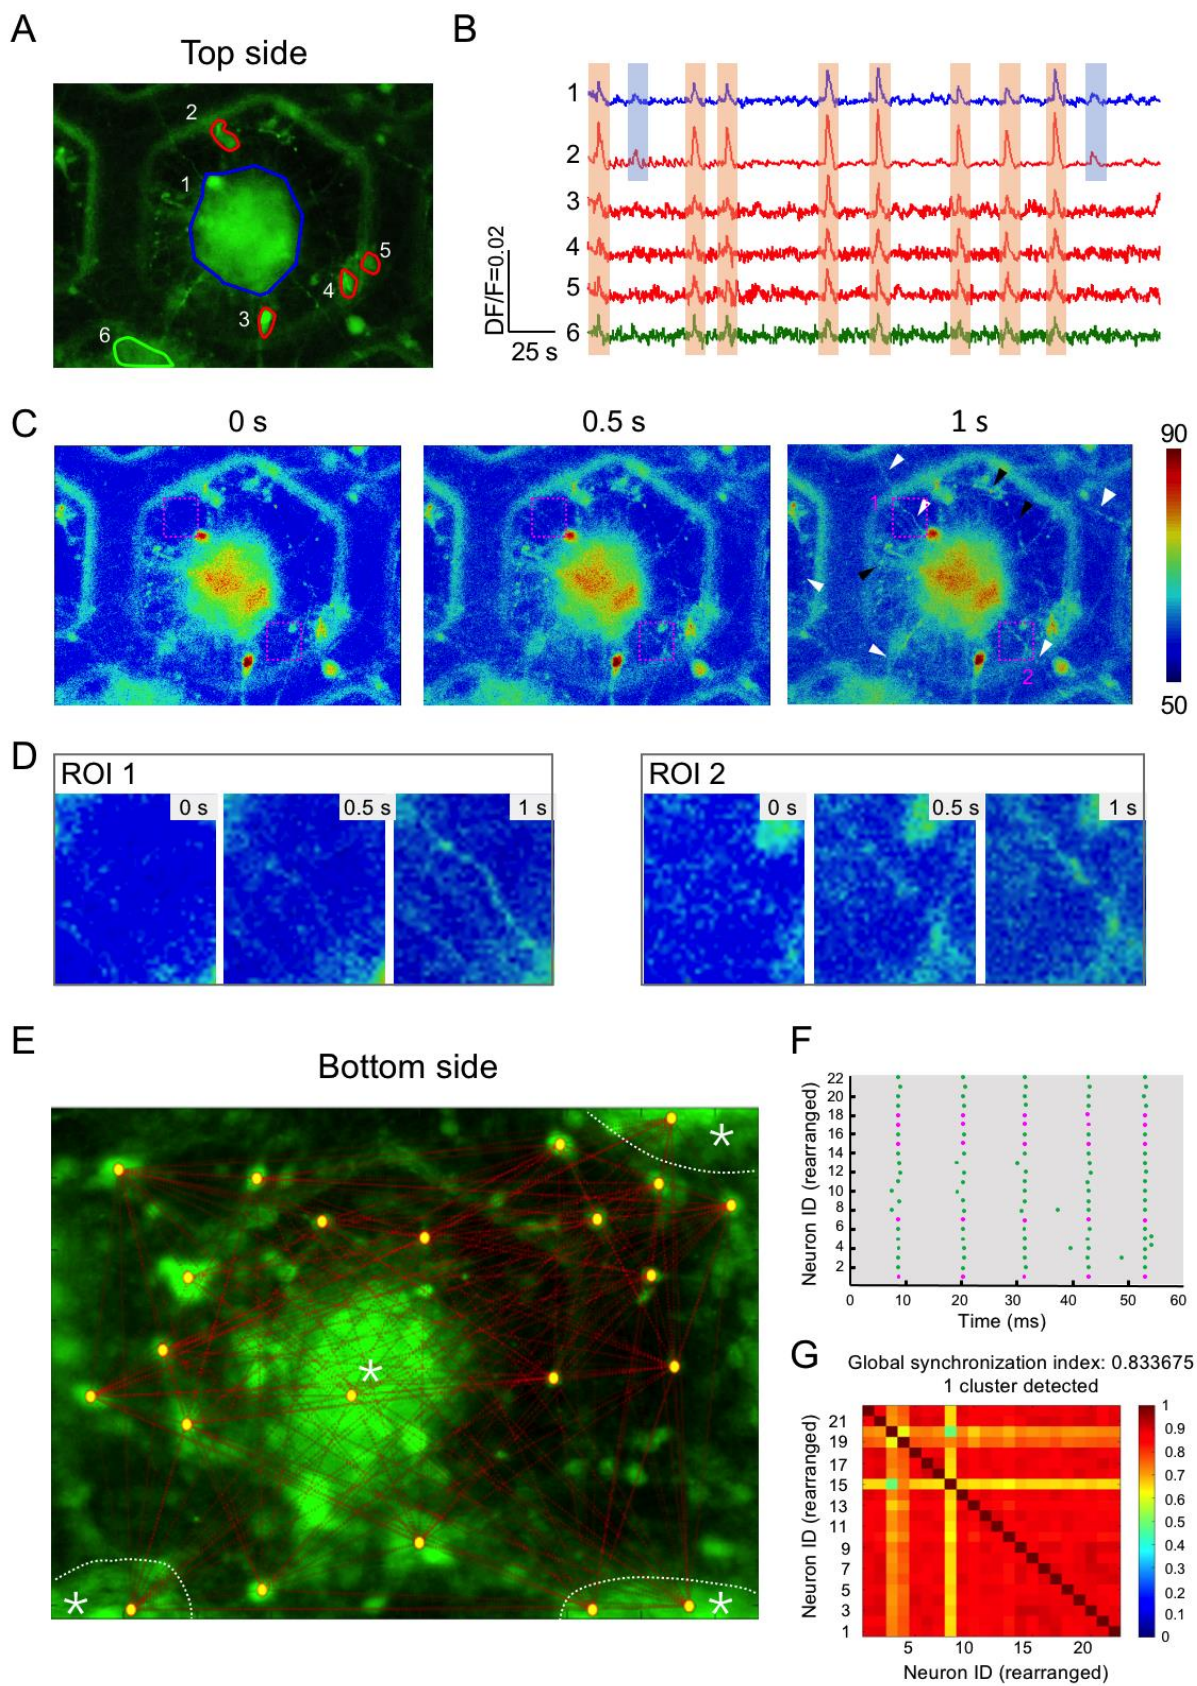 A
Top side
2
1
5
4
3
6
B
1
2
3
4
5
6
DF/F=0.02
25 s
C
0 s
0.5 s
1 s
1
2
90
50
D
ROI 1
0 s
0.5 s
1 s
ROI 2
0 s
0.5 s
1 s
E
Bottom side
*
*
*
*
F
Neuron ID (rearranged)
22
20
18
16
14
12
10
8
6
4
2
0
10
20
30
40
50
60
Time (ms)
G
Global synchronization index: 0.833675
1 cluster detected
Neuron ID (rearranged)
21
19
17
15
13
11
9
7
5
3
1
5
10
15
20
Neuron ID (rearranged)
1
0.9
0.8
0.7
0.6
0.5
0.4
0.3
0.2
0.1
0